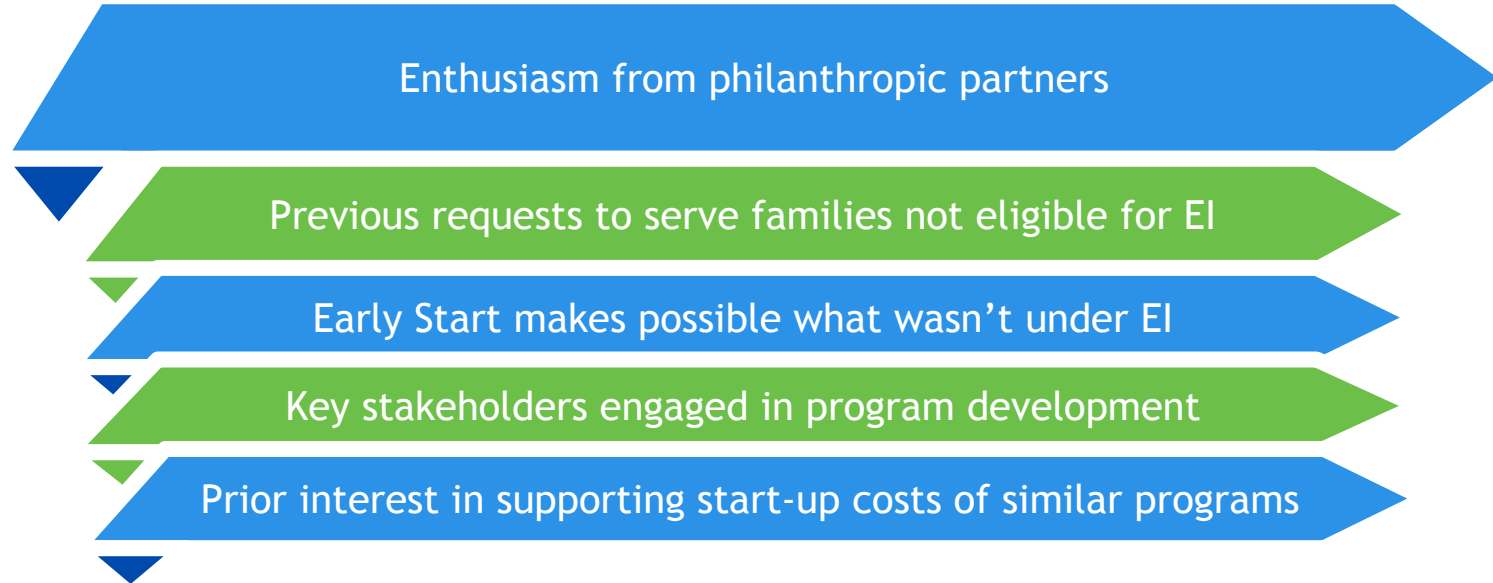 Enthusiasm from philanthropic partners
Previous requests to serve families not eligible for EI
Early Start makes possible what wasn’t under EI
Key stakeholders engaged in program development
Prior interest in supporting start-up costs of similar programs